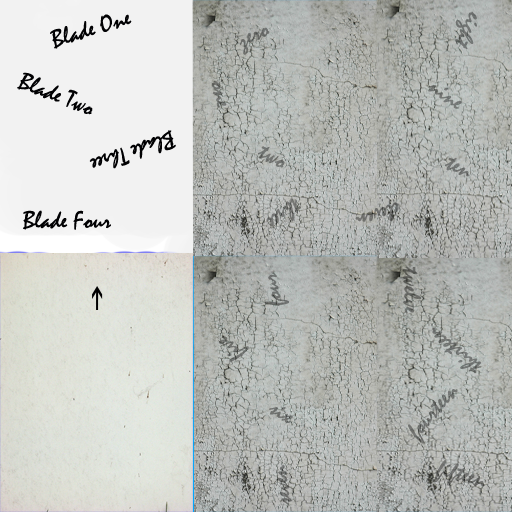 Blade One
Blade Two
Blade Three
Blade Four
zero
one
two
three
four
five
six
seven
eight
nine
ten
eleven
twelve
thirteen
fourteen
fifteen